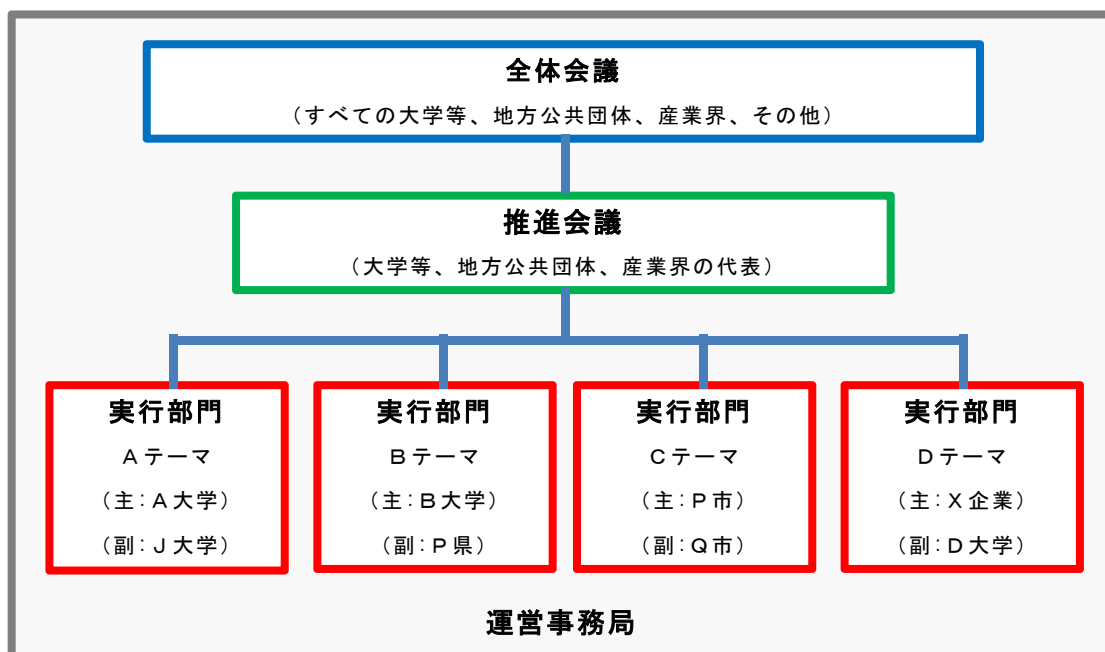 全体会議
（すべての大学等、地方公共団体、産業界、その他）
推進会議
（大学等、地方公共団体、産業界の代表）
実行部門
Ａテーマ
（主：Ａ大学）
（副：Ｊ大学）
実行部門
Ｂテーマ
（主：Ｂ大学）
（副：Ｐ県）
実行部門
Ｃテーマ
（主：Ｐ市）
（副：Ｑ市）
実行部門
Ｄテーマ
（主：Ｘ企業）
（副：Ｄ大学）
運営事務局